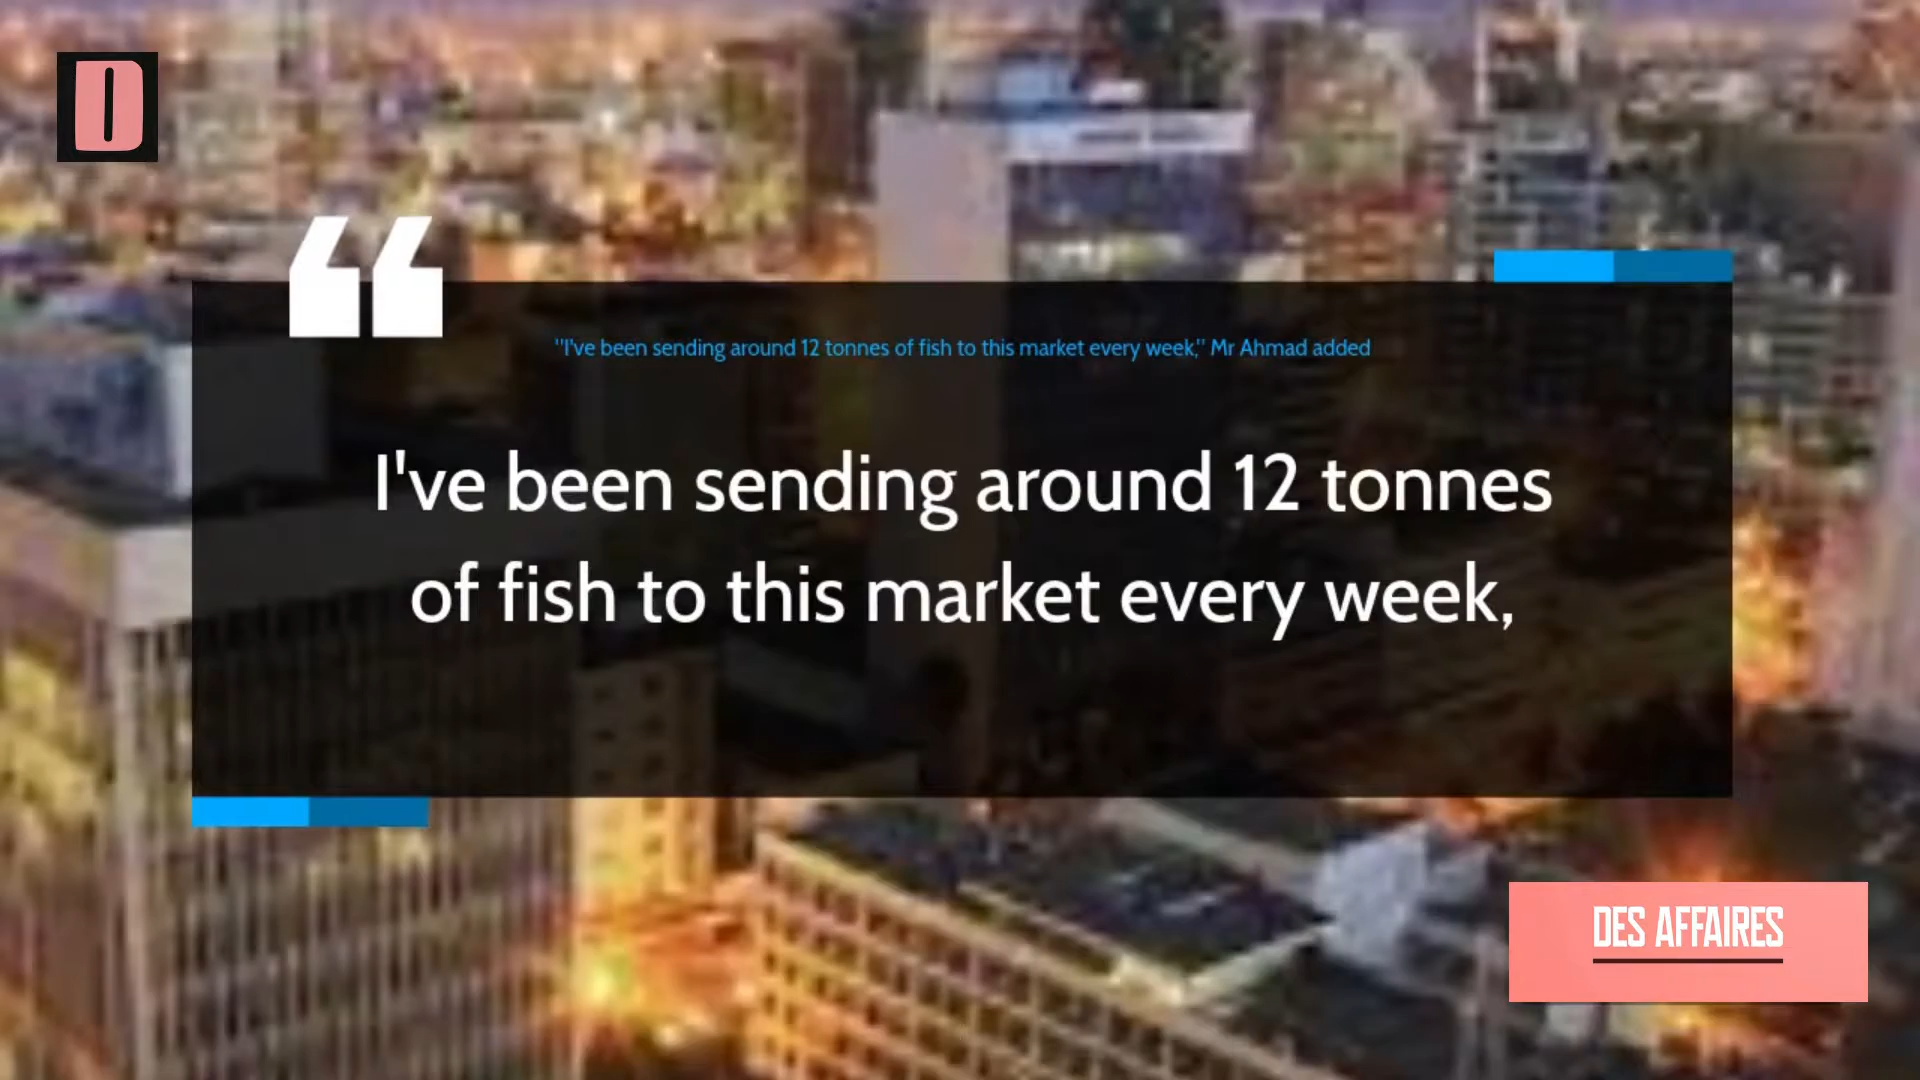 D
"I've been sending around 12 tonnes of fish to this market every week," Mr Ahmad added
I've been sending around 12 tonnes
of fish to this market every week,
DES AFFAIRES